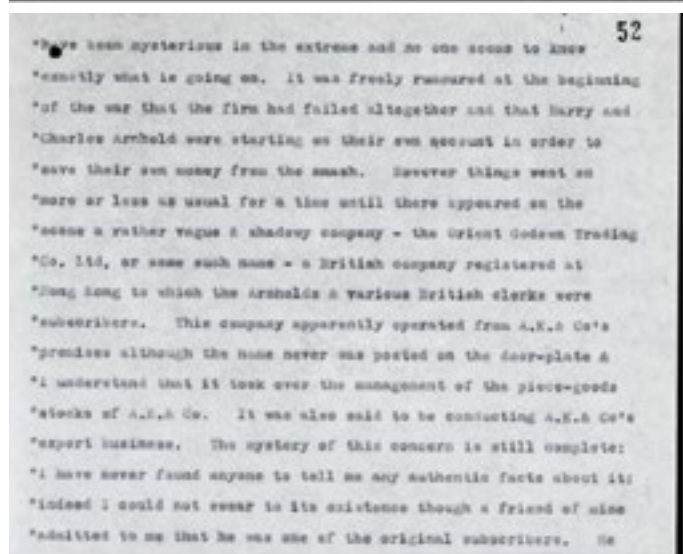 52
"have been mysterious in the extreme and no one seems to know
"exactly what is going on. It was freely rumoured at the beginning
"of the war that the firm had failed altogether and that Harry and
"Charles Arnhold were starting on their own account in order to
"save their own money from the smash. However things went on
"more or less as usual for a time until there appeared on the
"scene a rather vague & shadowy company - the Orient Godown Trading
"Co. Ltd, or some such name - a British company registered at
"Hong Kong to which the Arnholds & various British clerks were
"subscribers. This company apparently operated from A.K.& Co's
"premises although the name never was posted on the door-plate &
"I understand that it took over the management of the piece-goods
"stocks of A.K.& Co. It was also said to be conducting A.K.& Co's
"export business. The mystery of this concern is still complete:
"I have never found anyone to tell me any authentic facts about it;
"indeed I could not swear to its existence though a friend of mine
"admitted to me that he was one of the original subscribers. He